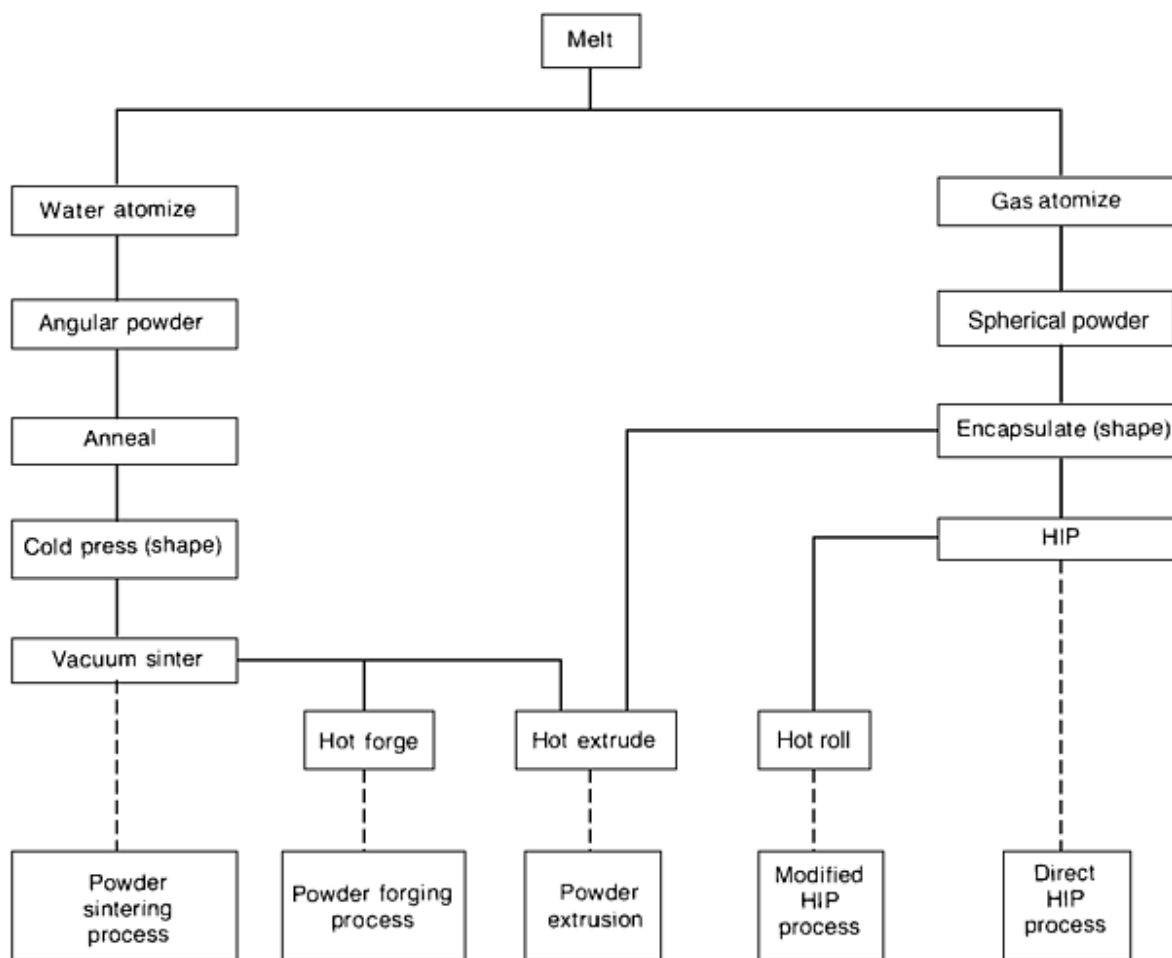 Melt
Water atomize
Gas atomize
Angular powder
Spherical powder
Anneal
Encapsulate (shape)
Cold press (shape)
HIP
Vacuum sinter
Hot forge
Hot extrude
Hot roll
Powder
sintering
process
Powder forging
process
Powder
extrusion
Modified
HIP
process
Direct
HIP
process